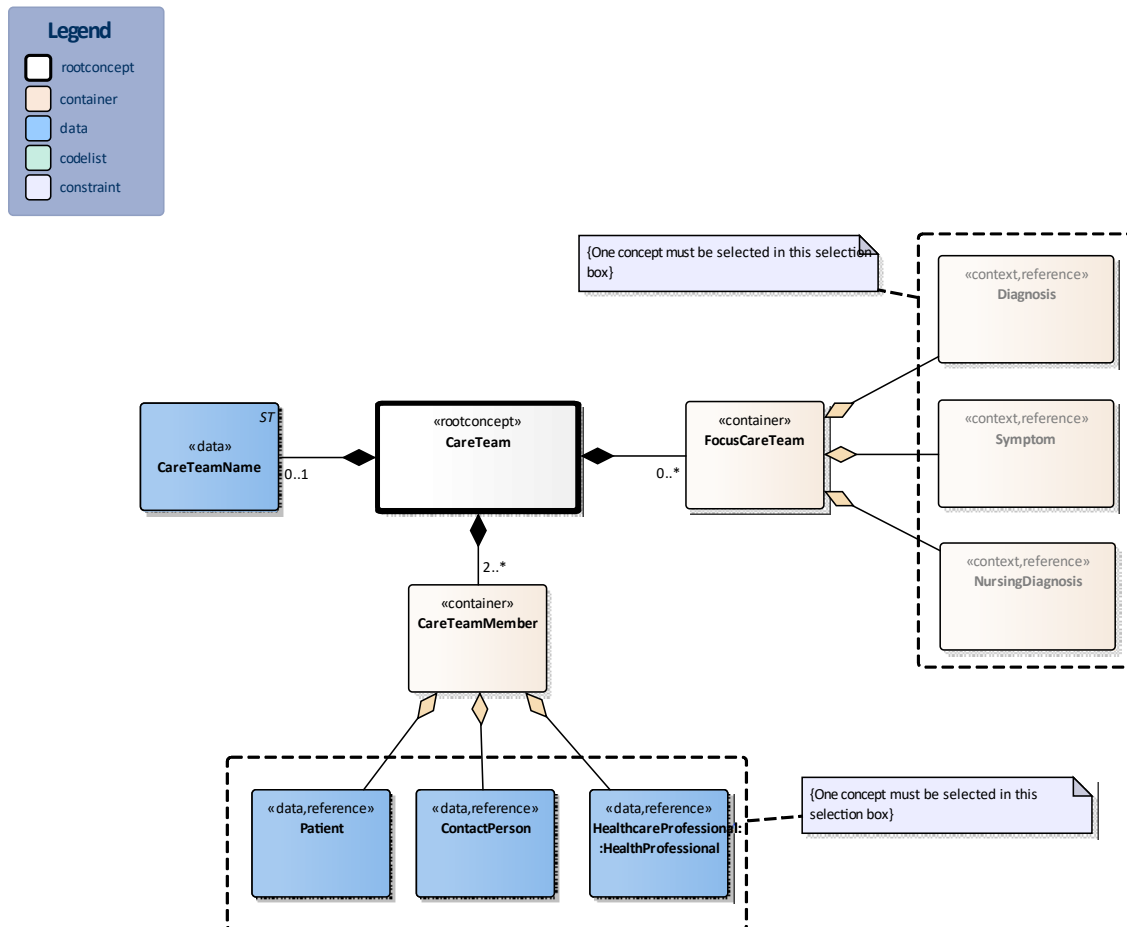 Legend
rootconcept
container
data
codelist
constraint
{One concept must be selected in this selection
box}
«context,reference»
Diagnosis
ST
«data»
CareTeamName
0..1
«rootconcept»
CareTeam
0..*
«container»
FocusCareTeam
«context,reference»
Symptom
«context,reference»
NursingDiagnosis
2..*
«container»
CareTeamMember
«data,reference»
Patient
«data,reference»
ContactPerson
«data,reference»
HealthcareProfessional:
:HealthProfessional
{One concept must be selected in this
selection box}